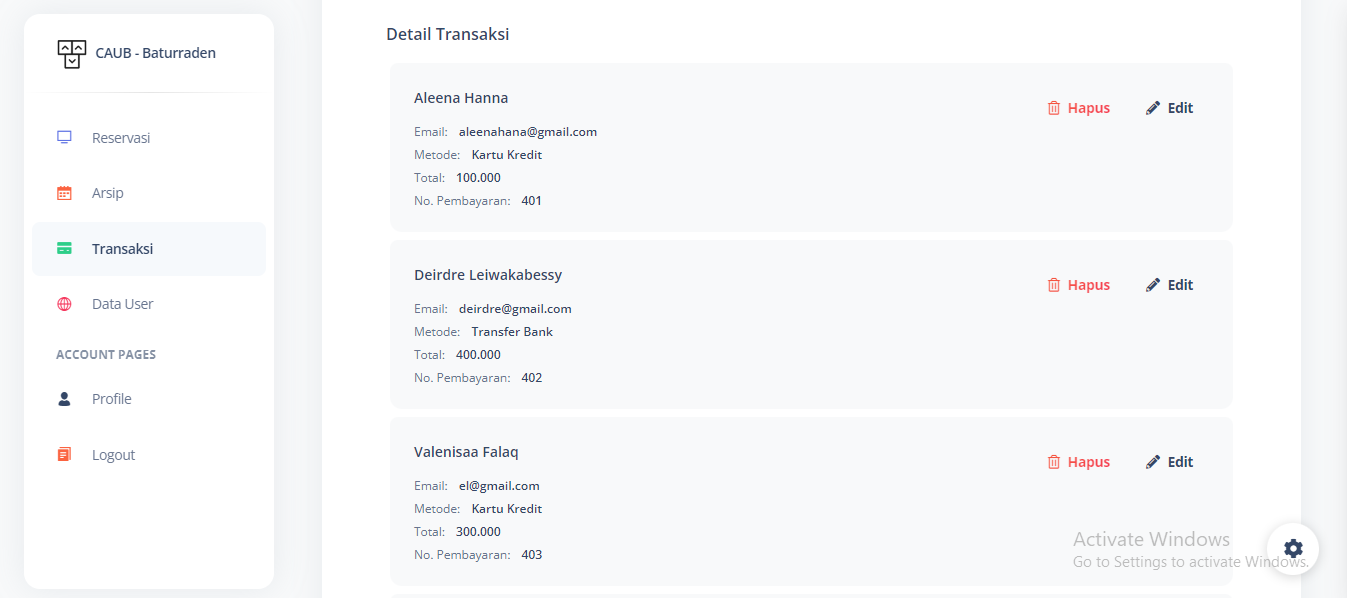 CAUB - Baturraden
Reservasi
Arsip
Transaksi
Data User
ACCOUNT PAGES
Profile
Logout
Detail Transaksi
Aleena Hanna
Hapus
Edit
Email: aleenahana@gmail.com
Metode: Kartu Kredit
Total: 100.000
No. Pembayaran: 401
Deirdre Leiwakabessy
Hapus
Edit
Email: deirdre@gmail.com
Metode: Transfer Bank
Total: 400.000
No. Pembayaran: 402
Valenisaa Falaq
Hapus
Edit
Email: el@gmail.com
Metode: Kartu Kredit
Total: 300.000
No. Pembayaran: 403
Activate Windows
Go to Settings to activate Windows.